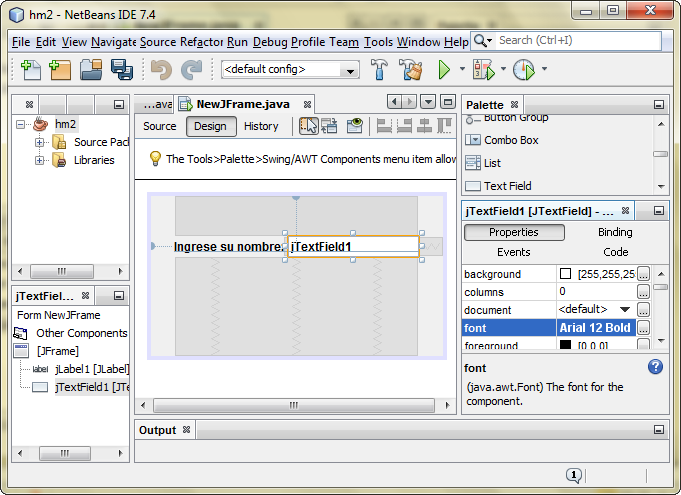 hm2 - NetBeans IDE 7.4
File Edit View Navigate Source Refactor Run Debug Profile Team Tools Window Help Search (Ctrl+I)
<default config>
...ava NewJFrame.java
Source Design History
The Tools>Palette>Swing/AWT Components menu item allow
hm2
Source Pac
Libraries
Ingrese su nombre: jTextField1
jTextFiel...
Form NewJFrame
Other Components
[JFrame]
label jLabel1 [JLabel]
jTextField1 [JTe
Output
Palette
Button Group
Combo Box
List
Text Field
jTextField1 [JTextField] - ...
Properties Binding
Events Code
background [255,255,25 ...
columns 0 ...
document <default> ...
font Arial 12 Bold ...
foreground [0,0,0] ...
font
(java.awt.Font) The font for the
component.
1